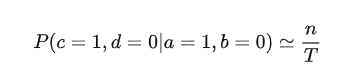 P(c = 1, d = 0|a = 1, b = 0) ≃ n/T